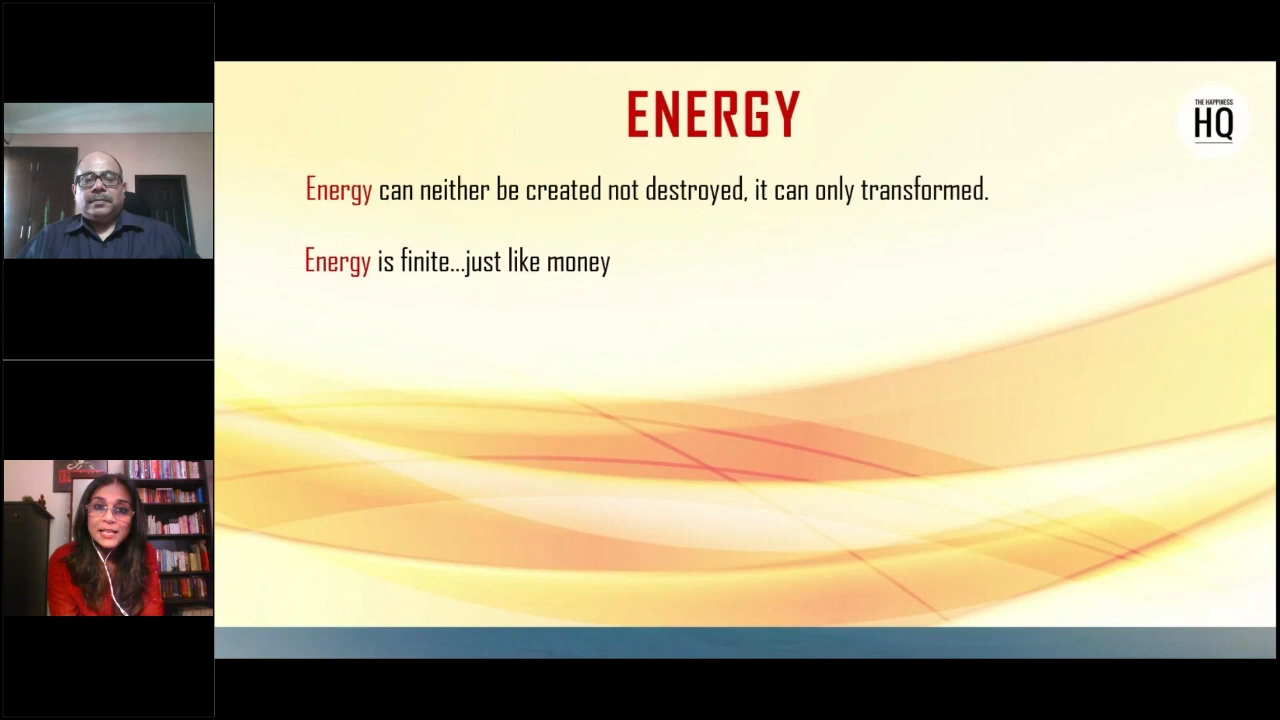 ENERGY
THE HAPPINESS
HQ
Energy can neither be created not destroyed, it can only transformed.
Energy is finite...just like money